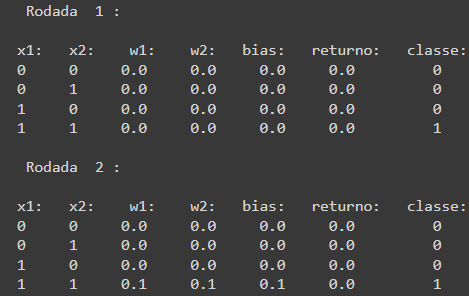 Rodada 1 :
x1: x2: w1: w2: bias: returno: classe:
0 0 0.0 0.0 0.0 0.0 0
0 1 0.0 0.0 0.0 0.0 0
1 0 0.0 0.0 0.0 0.0 0
1 1 0.0 0.0 0.0 0.0 1
Rodada 2 :
x1: x2: w1: w2: bias: returno: classe:
0 0 0.0 0.0 0.0 0.0 0
0 1 0.0 0.0 0.0 0.0 0
1 0 0.0 0.0 0.0 0.0 0
1 1 0.1 0.1 0.1 0.0 1